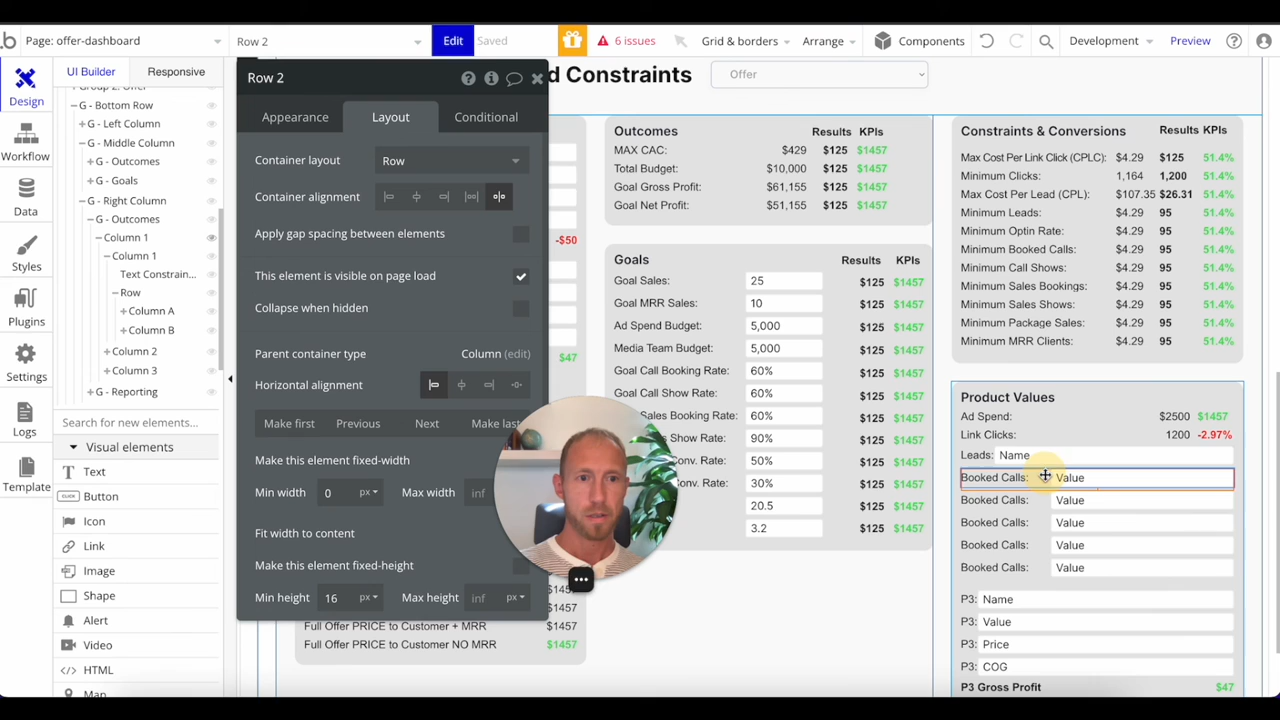 b Page: offer-dashboard Row 2 Edit Saved 6 issues Grid & borders Arrange Components Development Preview
UI Builder Responsive
Design
Workflow
Data
Styles
Plugins
Settings
Logs
Template
G - Bottom Row
G - Left Column
G - Middle Column
G - Outcomes
G - Goals
G - Right Column
G - Outcomes
Column 1
Column 1
Text Constrain...
Row
Column A
Column B
Column 2
Column 3
G - Reporting
Search for new elements...
Visual elements
Text
CLICK Button
Icon
Link
Image
Shape
Alert
Video
</> HTML
Row 2
Appearance Layout Conditional
Container layout Row
Container alignment
Apply gap spacing between elements
This element is visible on page load
Collapse when hidden
Parent container type Column (edit)
Horizontal alignment
Make first Previous Next Make last
Make this element fixed-width
Min width 0 px Max width inf
Fit width to content
Make this element fixed-height
Min height 16 px Max height inf px
d Constraints Offer
-$50
$47
Full Offer PRICE to Customer + MRR $1457
Full Offer PRICE to Customer NO MRR $1457
Outcomes Results KPIs
MAX CAC: $429 $125 $1457
Total Budget: $10,000 $125 $1457
Goal Gross Profit: $61,155 $125 $1457
Goal Net Profit: $51,155 $125 $1457
Goals Results KPIs
Goal Sales: 25 $125 $1457
Goal MRR Sales: 10 $125 $1457
Ad Spend Budget: 5,000 $125 $1457
Media Team Budget: 5,000 $125 $1457
Goal Call Booking Rate: 60% $125 $1457
Goal Call Show Rate: 60% $125 $1457
Sales Booking Rate: 60% $125 $1457
Show Rate: 90% $125 $1457
Conv. Rate: 50% $125 $1457
Conv. Rate: 30% $125 $1457
20.5 $125 $1457
3.2 $125 $1457
Constraints & Conversions Results KPIs
Max Cost Per Link Click (CPLC): $4.29 $125 51.4%
Minimum Clicks: 1,164 1,200 51.4%
Max Cost Per Lead (CPL): $107.35 $26.31 51.4%
Minimum Leads: $4.29 95 51.4%
Minimum Optin Rate: $4.29 95 51.4%
Minimum Booked Calls: $4.29 95 51.4%
Minimum Call Shows: $4.29 95 51.4%
Minimum Sales Bookings: $4.29 95 51.4%
Minimum Sales Shows: $4.29 95 51.4%
Minimum Package Sales: $4.29 95 51.4%
Minimum MRR Clients: $4.29 95 51.4%
Product Values
Ad Spend: $2500 $1457
Link Clicks: 1200 -2.97%
Leads: Name
Booked Calls: Value
Booked Calls: Value
Booked Calls: Value
Booked Calls: Value
Booked Calls: Value
P3: Name
P3: Value
P3: Price
P3: COG
P3 Gross Profit $47